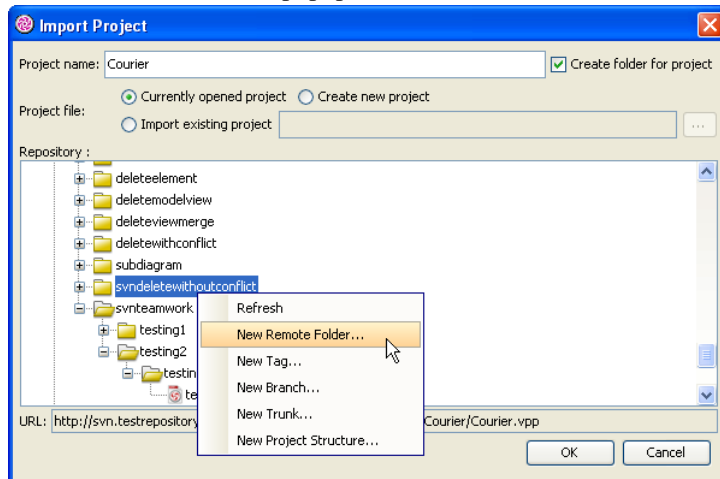 Import Project
Project name: Courier Create folder for project
Project file: Currently opened project Create new project
Import existing project ...
Repository :
deleteelement
deletemodelview
deleteviewmerge
deletewithconflict
subdiagram
svndeletewithoutconflict
svnteamwork
testing1
testing2
testin
te
Refresh
New Remote Folder...
New Tag...
New Branch...
New Trunk...
New Project Structure...
URL: http://svn.testrepository Courier/Courier.vpp
OK Cancel